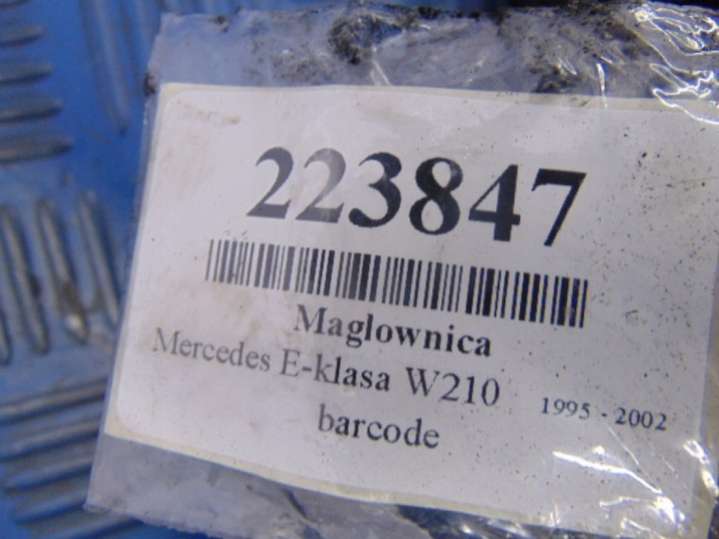 223847
Maglownica
Mercedes E-klasa W210 1995 - 2002
barcode